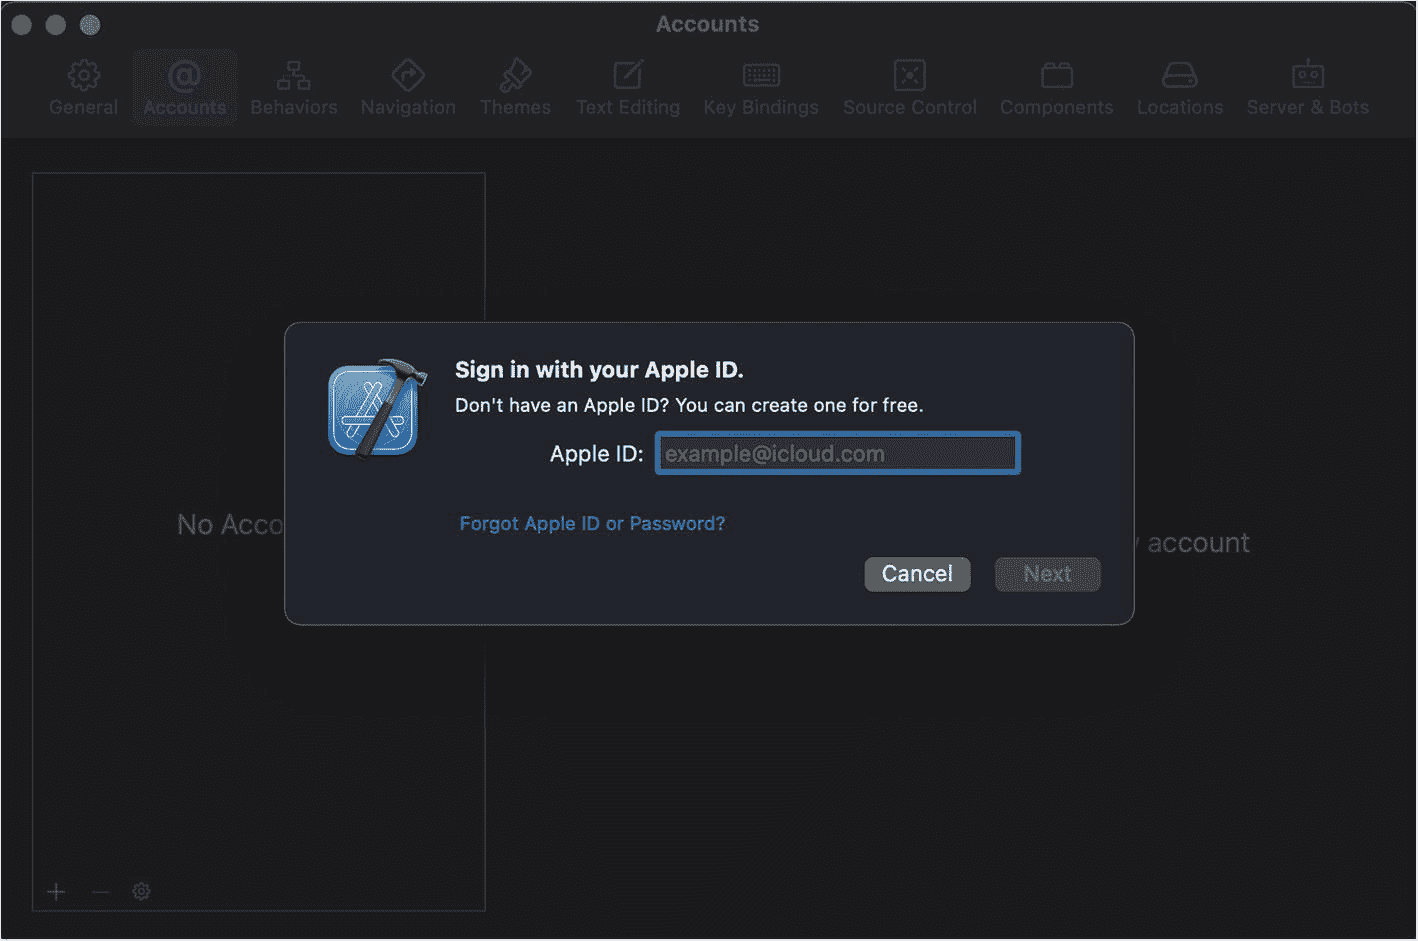 Accounts
General Accounts Behaviors Navigation Themes Text Editing Key Bindings Source Control Components Locations Server & Bots
Sign in with your Apple ID.
Don't have an Apple ID? You can create one for free.
Apple ID: example@icloud.com
No
Forgot Apple ID or Password?
account
Cancel Next